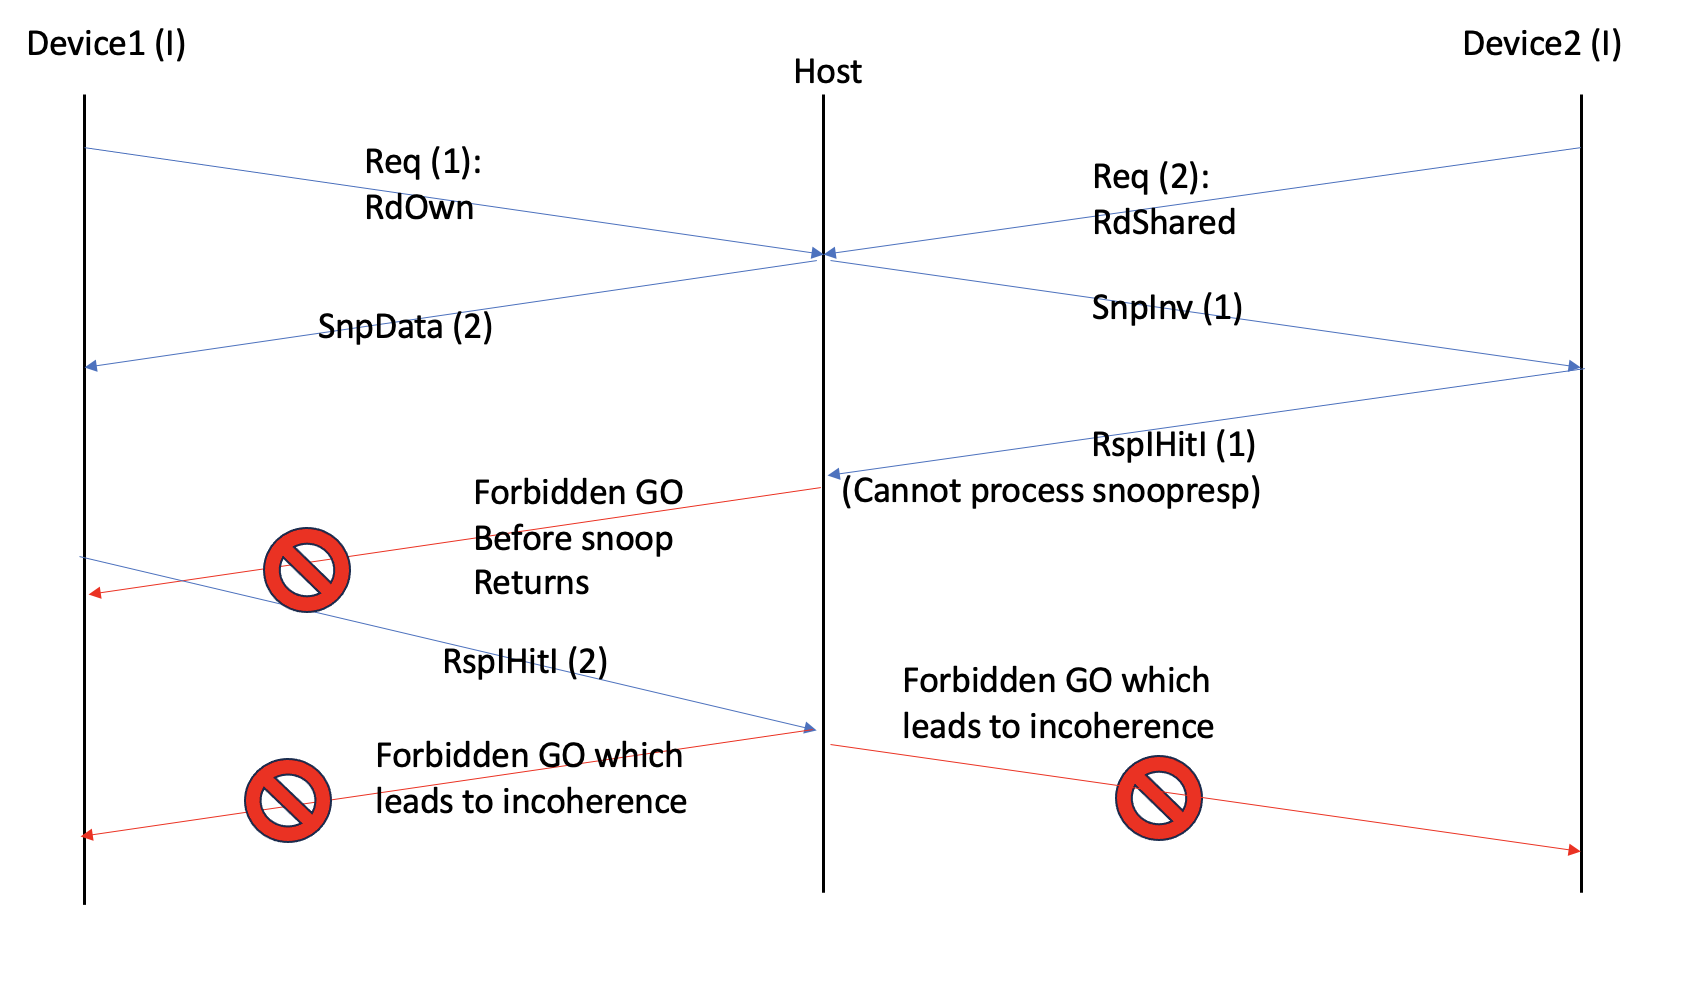 Device1 (I)
Host
Device2 (I)
Req (1):
RdOwn
Req (2):
RdShared
SnpData (2)
SnpInv (1)
RspIHitI (1)
(Cannot process snoopresp)
Forbidden GO
Before snoop
Returns
RspIHitI (2)
Forbidden GO which
leads to incoherence
Forbidden GO which
leads to incoherence